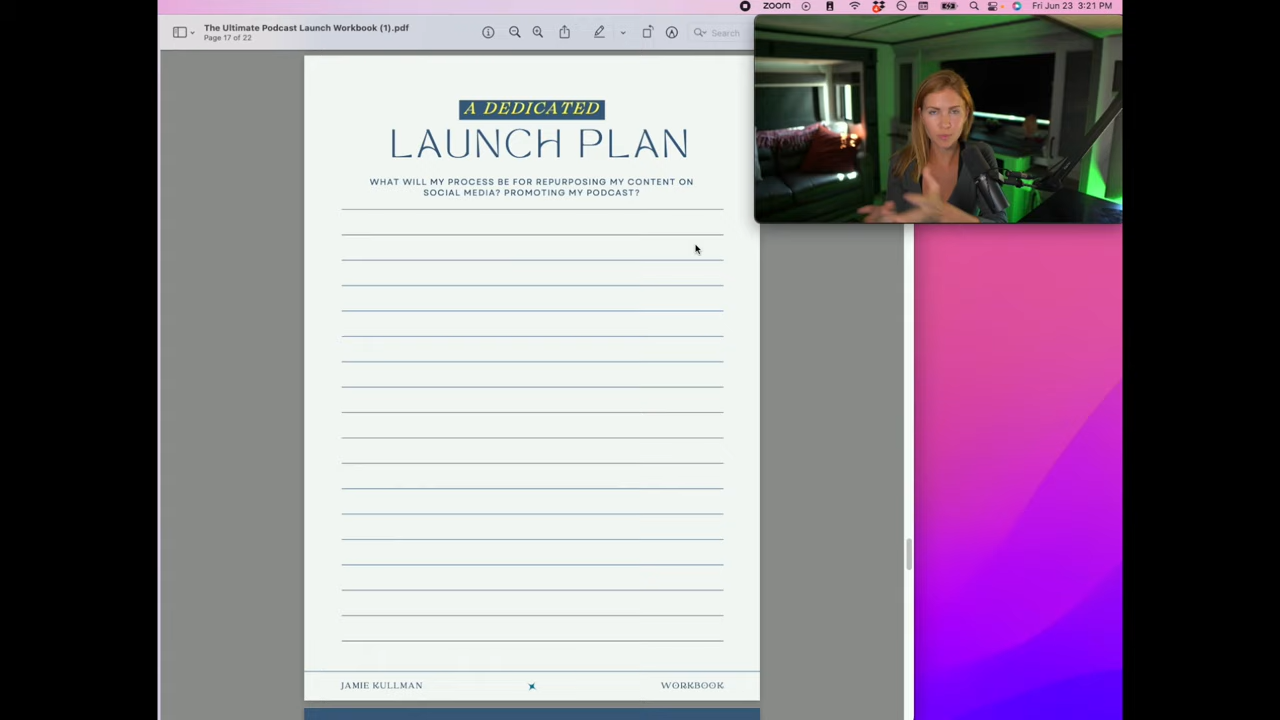 zoom
Fri Jun 23 3:21 PM
The Ultimate Podcast Launch Workbook (1).pdf
Page 17 of 22
Search
A DEDICATED
LAUNCH PLAN
WHAT WILL MY PROCESS BE FOR REPURPOSING MY CONTENT ON
SOCIAL MEDIA? PROMOTING MY PODCAST?
JAMIE KULLMAN
WORKBOOK